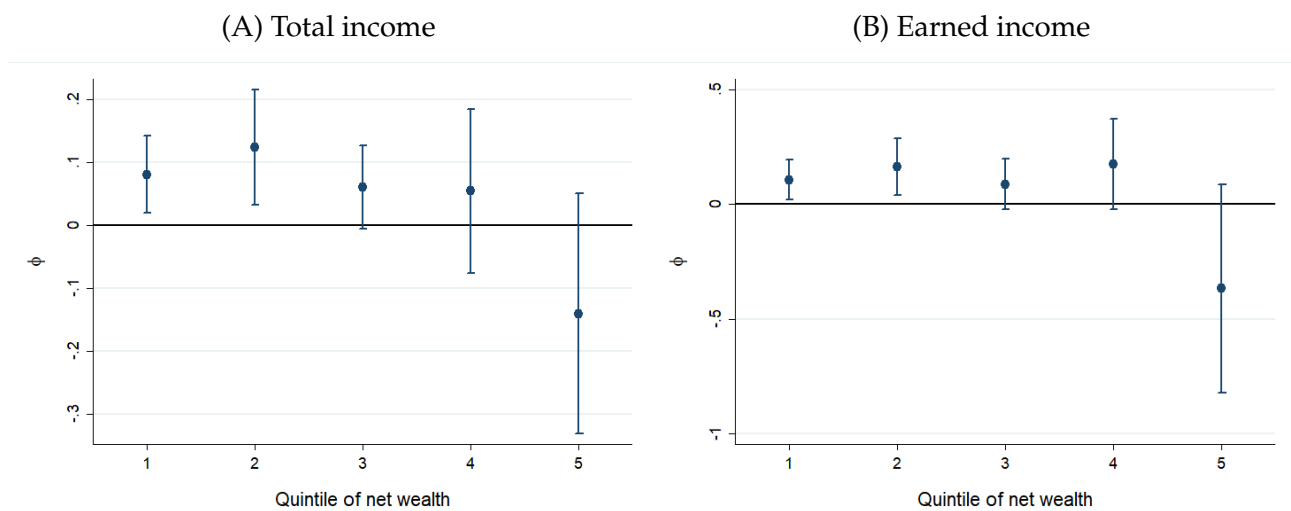 (A) Total income
.2
.1
0
-.1
-.2
-.3
ϕ
1 2 3 4 5
Quintile of net wealth
(B) Earned income
.5
0
-.5
-1
ϕ
1 2 3 4 5
Quintile of net wealth